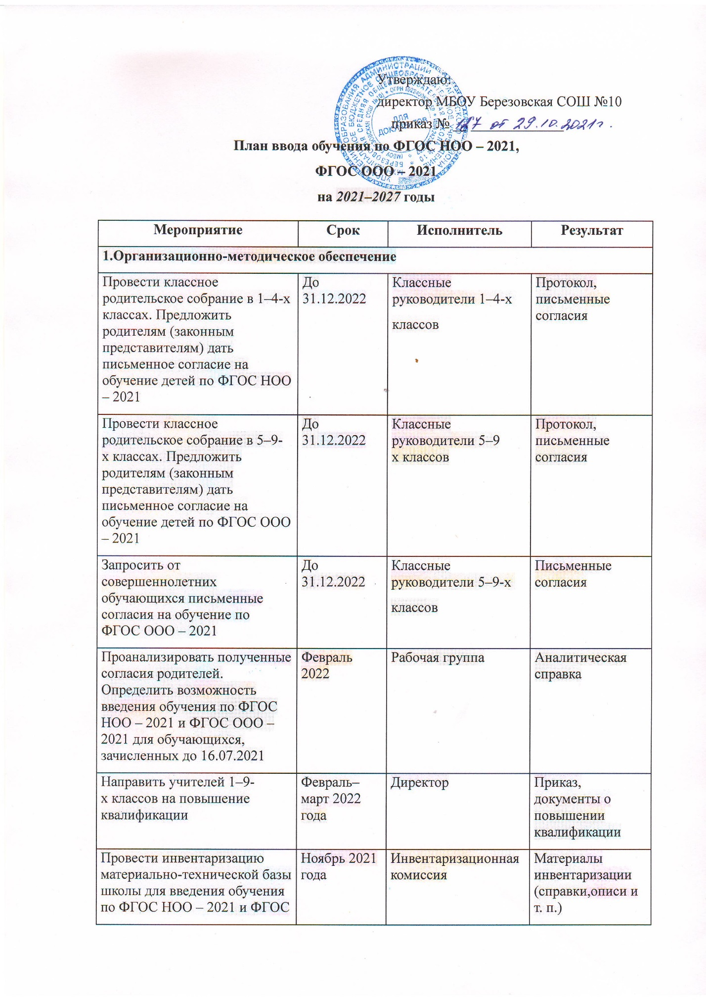 Утверждаю:
директор МБОУ Березовская СОШ №10
приказ № 187 от 29.10.2021г.
ДЛЯ
ДОКУМЕНТОВ
План ввода обучения по ФГОС НОО – 2021,
ФГОС ООО – 2021
на 2021–2027 годы
Мероприятие Срок Исполнитель Результат
1.Организационно-методическое обеспечение
Провести классное
родительское собрание в 1–4-х
классах. Предложить
родителям (законным
представителям) дать
письменное согласие на
обучение детей по ФГОС НОО
– 2021
До
31.12.2022
Классные
руководители 1–4-х
классов
Протокол,
письменные
согласия
Провести классное
родительское собрание в 5–9-
х классах. Предложить
родителям (законным
представителям) дать
письменное согласие на
обучение детей по ФГОС ООО
– 2021
До
31.12.2022
Классные
руководители 5–9
х классов
Протокол,
письменные
согласия
Запросить от
совершеннолетних
обучающихся письменные
согласия на обучение по
ФГОС ООО – 2021
До
31.12.2022
Классные
руководители 5–9-х
классов
Письменные
согласия
Проанализировать полученные
согласия родителей.
Определить возможность
введения обучения по ФГОС
НОО – 2021 и ФГОС ООО –
2021 для обучающихся,
зачисленных до 16.07.2021
Февраль
2022
Рабочая группа
Аналитическая
справка
Направить учителей 1–9-
х классов на повышение
квалификации
Февраль–
март 2022
года
Директор
Приказ,
документы о
повышении
квалификации
Провести инвентаризацию
материально-технической базы
школы для введения обучения
по ФГОС НОО – 2021 и ФГОС
Ноябрь 2021
года
Инвентаризационная
комиссия
Материалы
инвентаризации
(справки,описи и
т. п.)